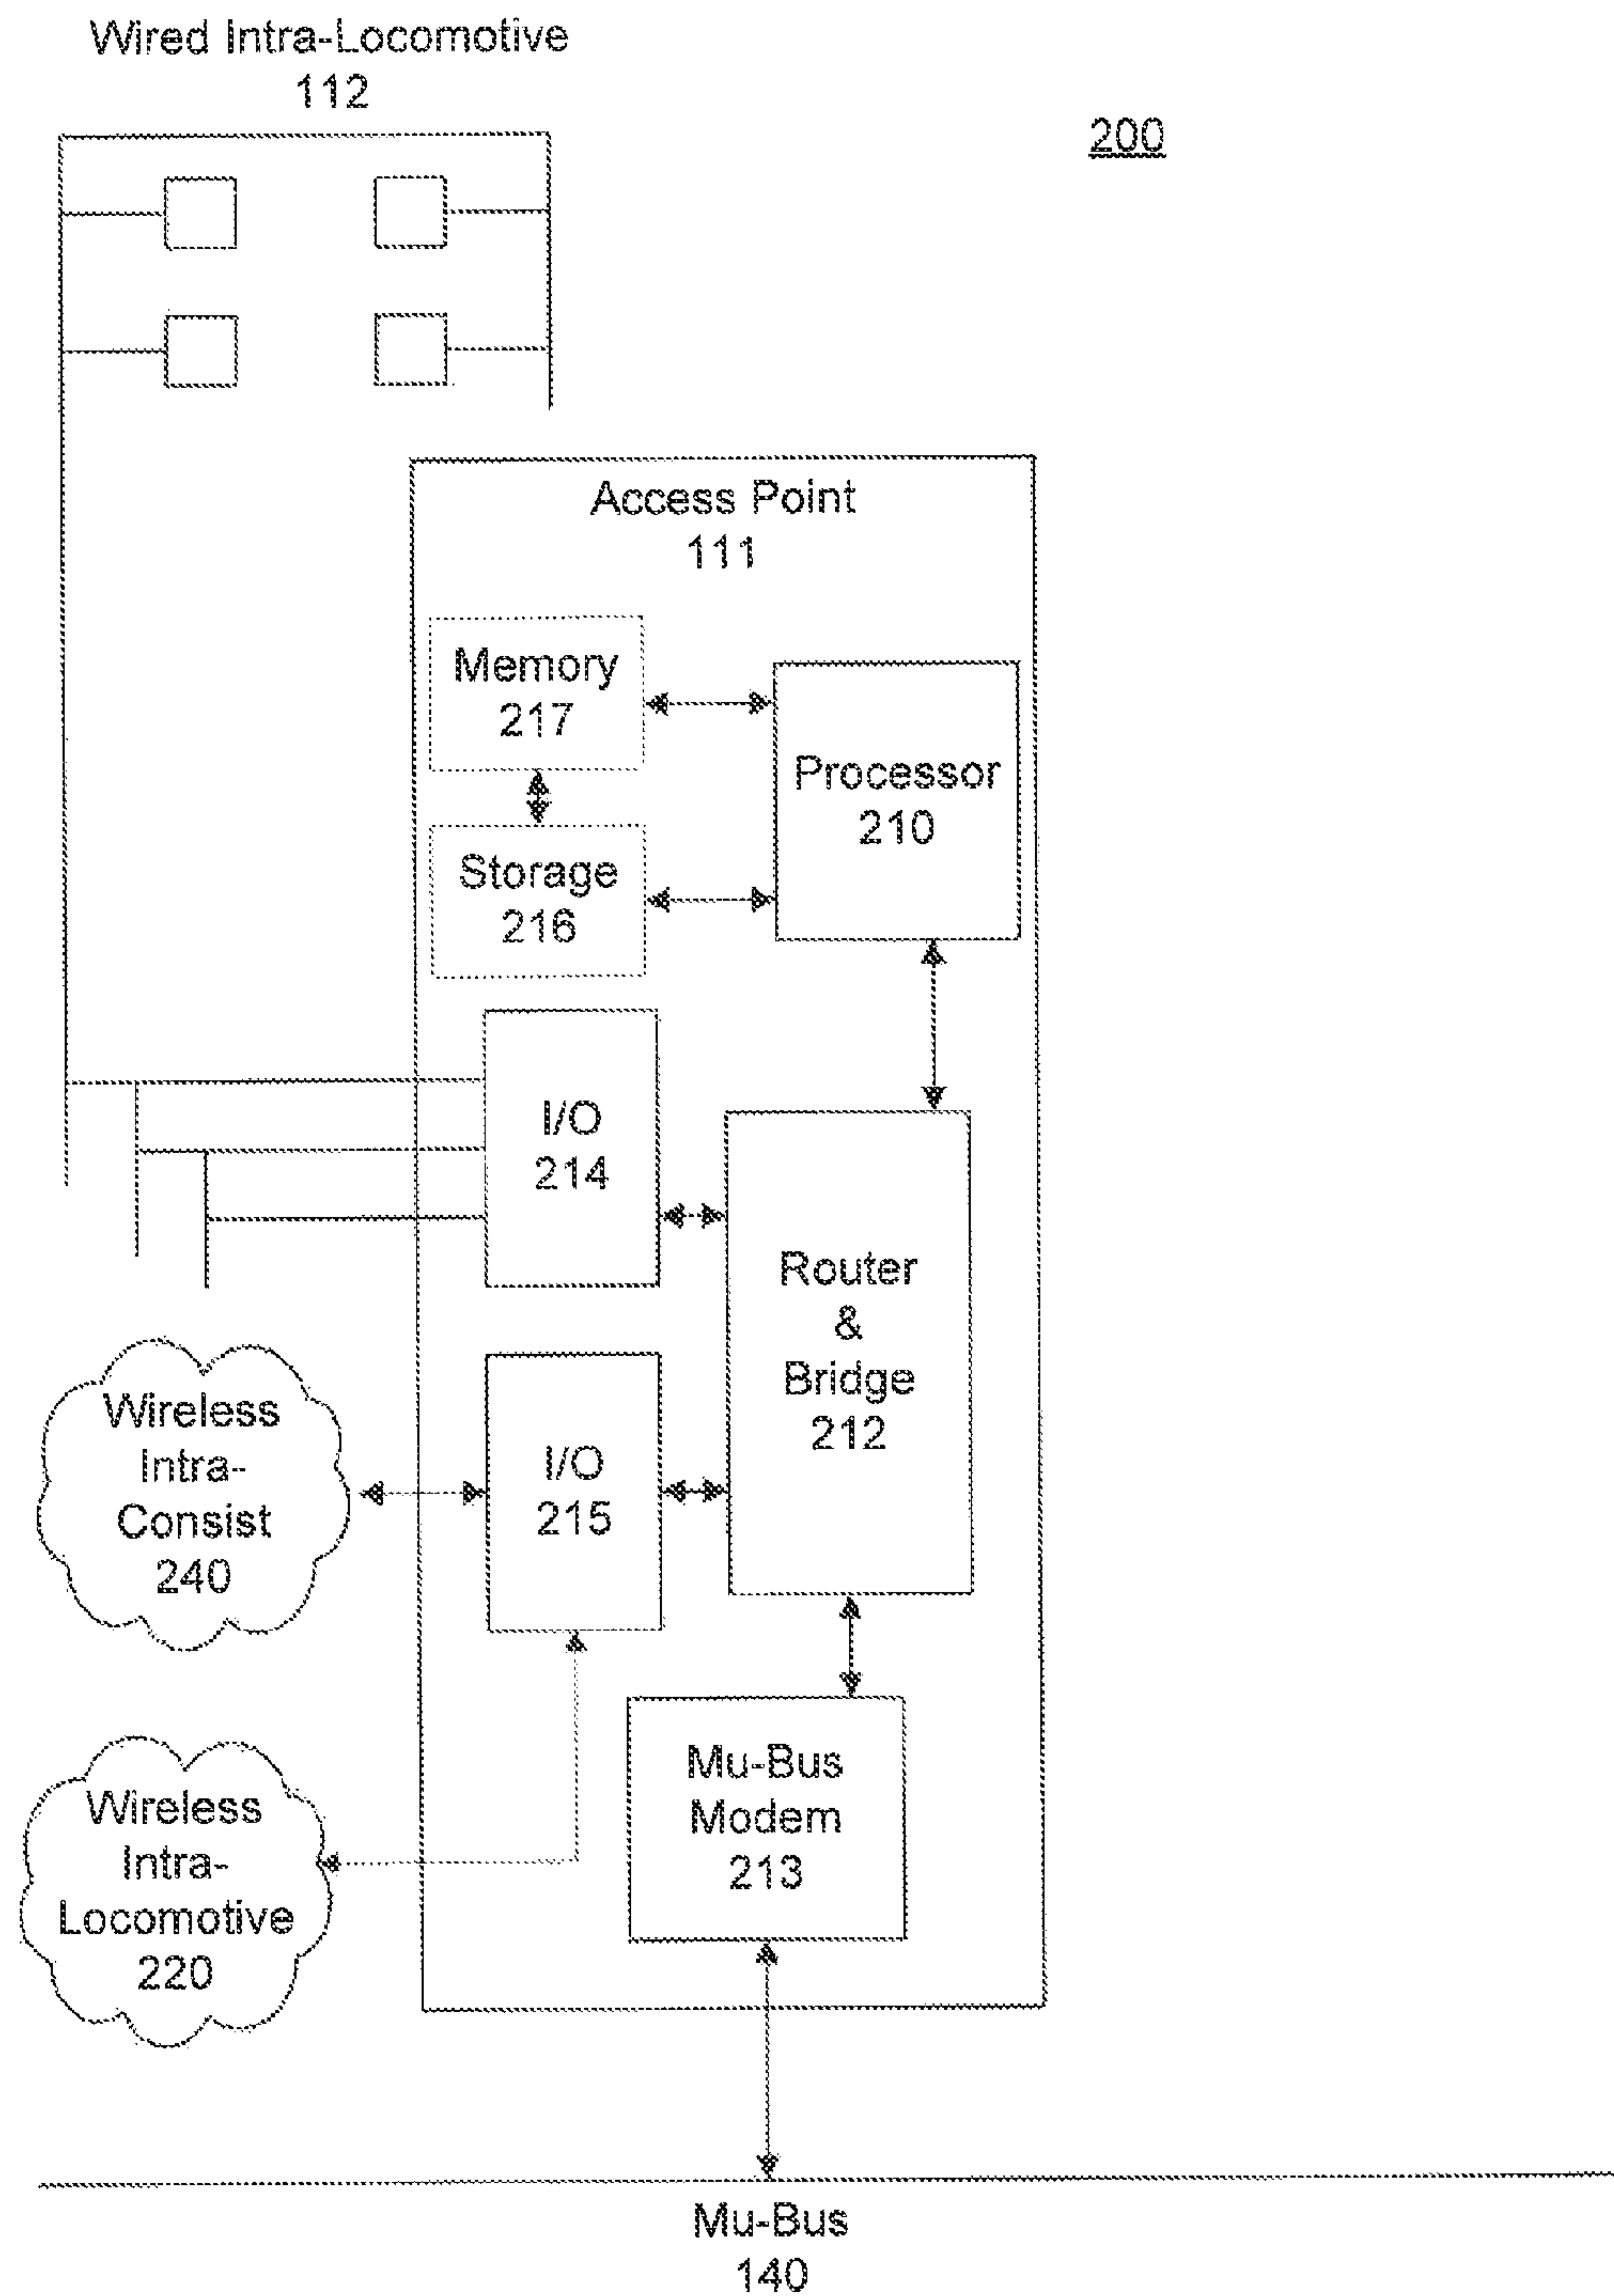 Wired Intra-Locomotive
112
200
Access Point
111
Memory
217
Processor
210
Storage
216
I/O
214
Router
&
Bridge
212
Wireless
Intra-
Consist
240
I/O
215
Mu-Bus
Modem
213
Wireless
Intra-
Locomotive
220
Mu-Bus
140